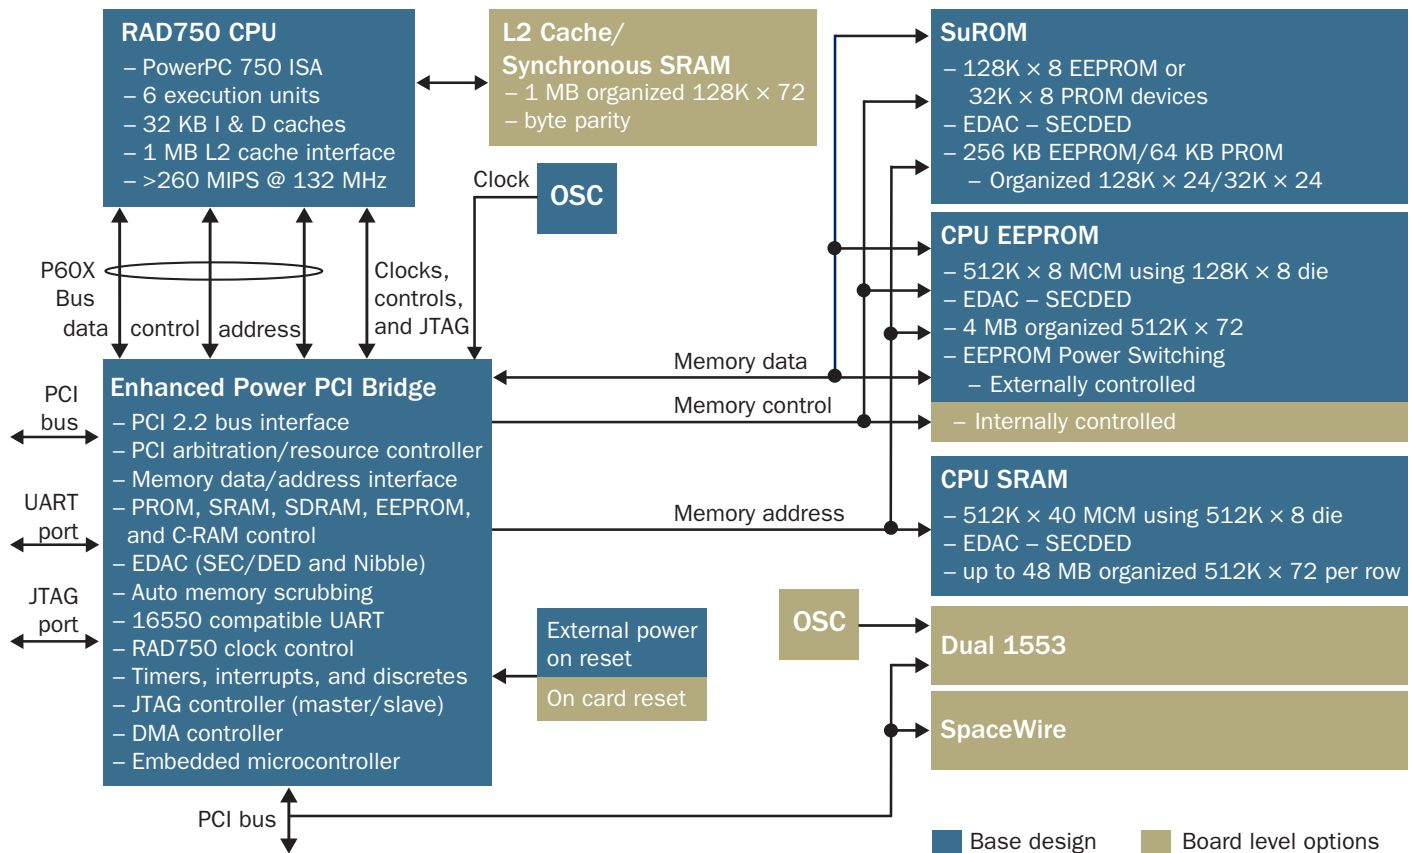 RAD750 CPU
– PowerPC 750 ISA
– 6 execution units
– 32 KB I & D caches
– 1 MB L2 cache interface
– >260 MIPS @ 132 MHz
L2 Cache/
Synchronous SRAM
– 1 MB organized 128K × 72
– byte parity
Clock
OSC
P60X
Bus
data
control
address
Clocks,
controls,
and JTAG
Enhanced Power PCI Bridge
– PCI 2.2 bus interface
– PCI arbitration/resource controller
– Memory data/address interface
– PROM, SRAM, SDRAM, EEPROM,
and C-RAM control
– EDAC (SEC/DED and Nibble)
– Auto memory scrubbing
– 16550 compatible UART
– RAD750 clock control
– Timers, interrupts, and discretes
– JTAG controller (master/slave)
– DMA controller
– Embedded microcontroller
PCI
bus
UART
port
JTAG
port
PCI bus
Memory data
Memory control
Memory address
External power
on reset
On card reset
SuROM
– 128K × 8 EEPROM or
32K × 8 PROM devices
– EDAC – SECDED
– 256 KB EEPROM/64 KB PROM
– Organized 128K × 24/32K × 24
CPU EEPROM
– 512K × 8 MCM using 128K × 8 die
– EDAC – SECDED
– 4 MB organized 512K × 72
– EEPROM Power Switching
– Externally controlled
– Internally controlled
CPU SRAM
– 512K × 40 MCM using 512K × 8 die
– EDAC – SECDED
– up to 48 MB organized 512K × 72 per row
OSC
Dual 1553
SpaceWire
Base design
Board level options